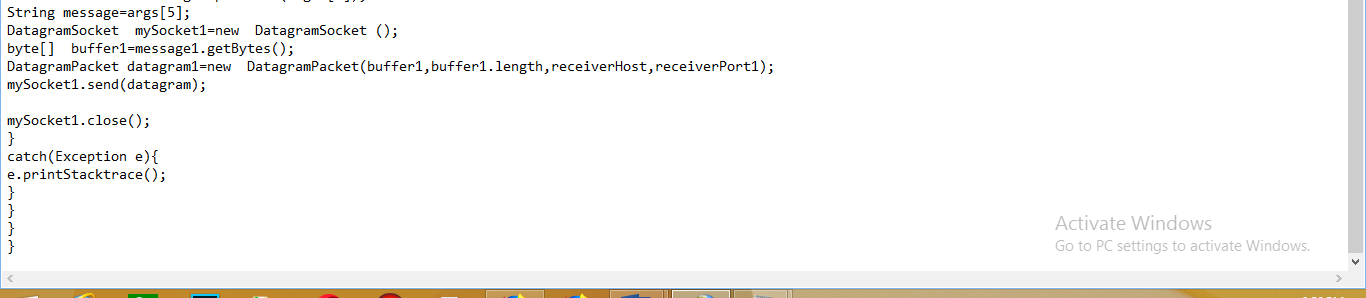 String message=args[5];
DatagramSocket  mySocket1=new  DatagramSocket ();
byte[]  buffer1=message1.getBytes();
DatagramPacket datagram1=new  DatagramPacket(buffer1,buffer1.length,receiverHost,receiverPort1);
mySocket1.send(datagram);
mySocket1.close();
}
catch(Exception e){
e.printStacktrace();
}
}
}
}
Activate Windows
Go to PC settings to activate Windows.